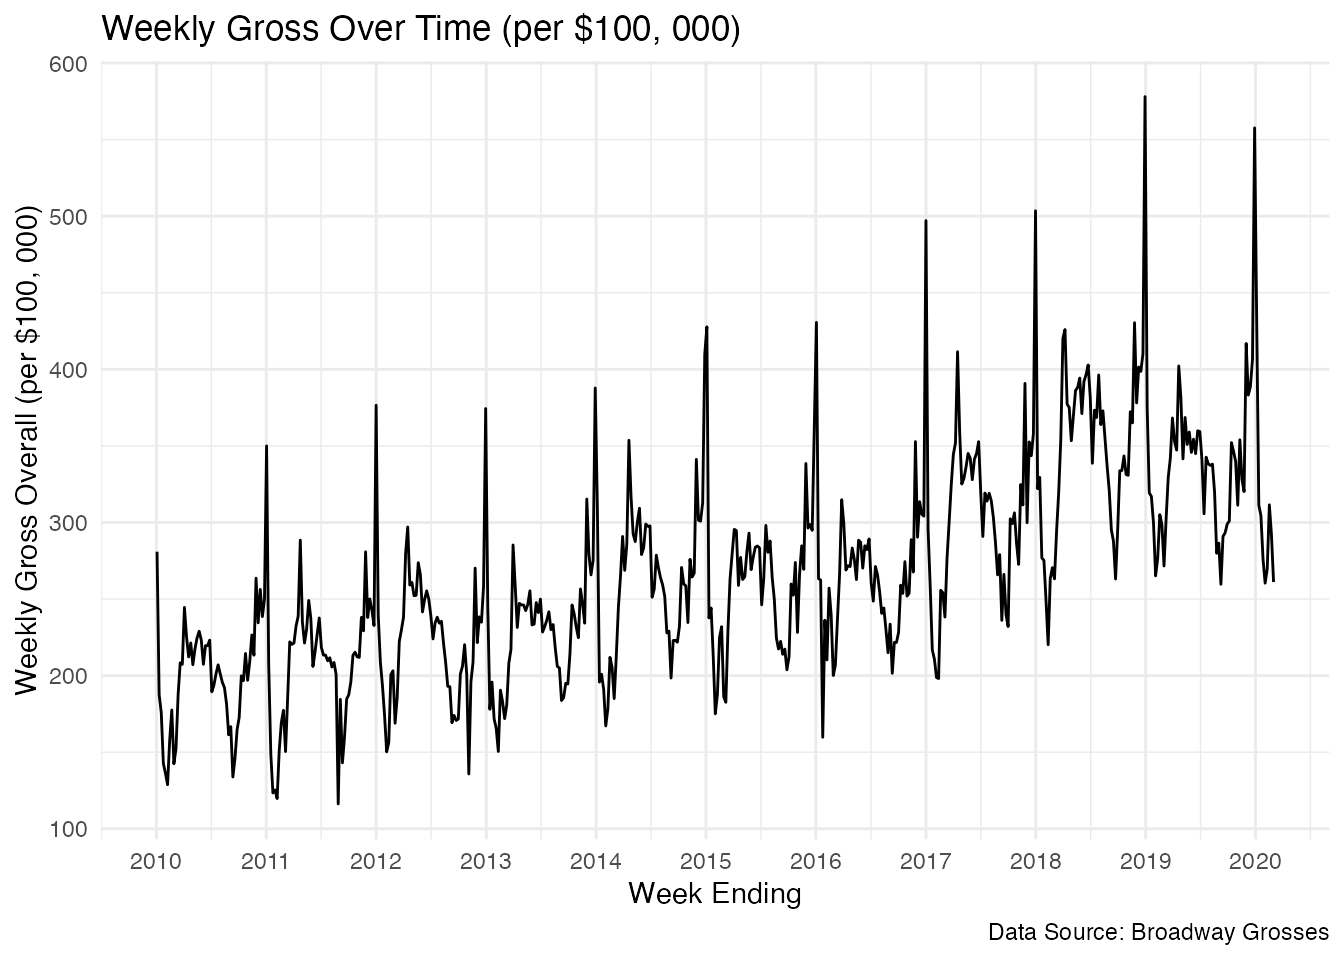 Weekly Gross Over Time (per $100, 000)
Weekly Gross Overall (per $100, 000)
600
500
400
300
200
100
2010 2011 2012 2013 2014 2015 2016 2017 2018 2019 2020
Week Ending
Data Source: Broadway Grosses